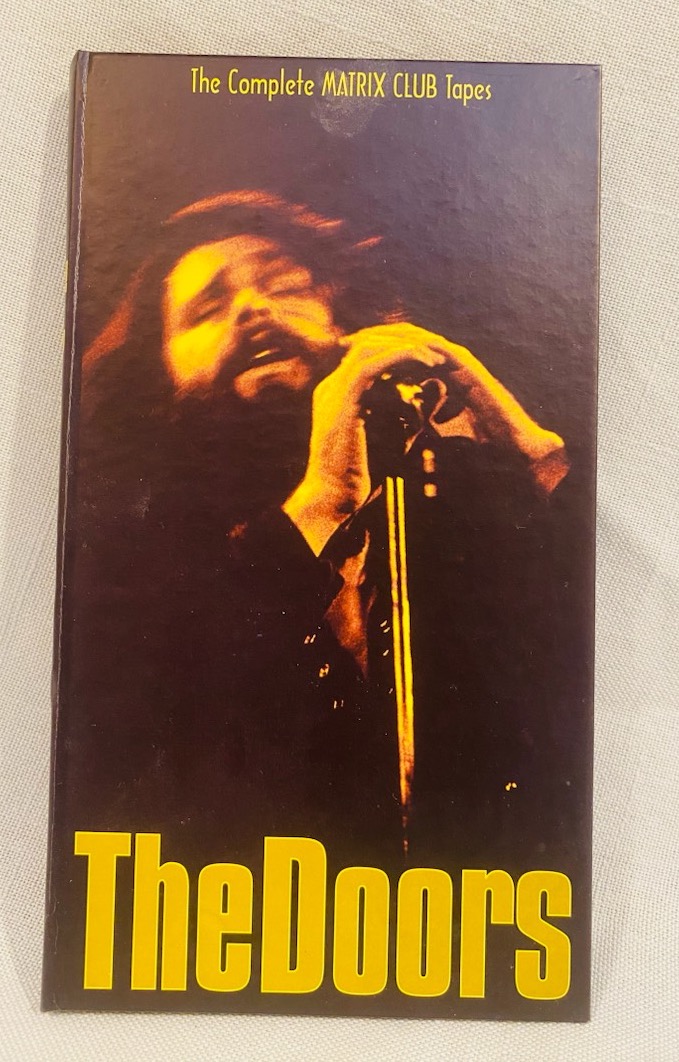 The Complete MATRIX CLUB Tapes
TheDoors